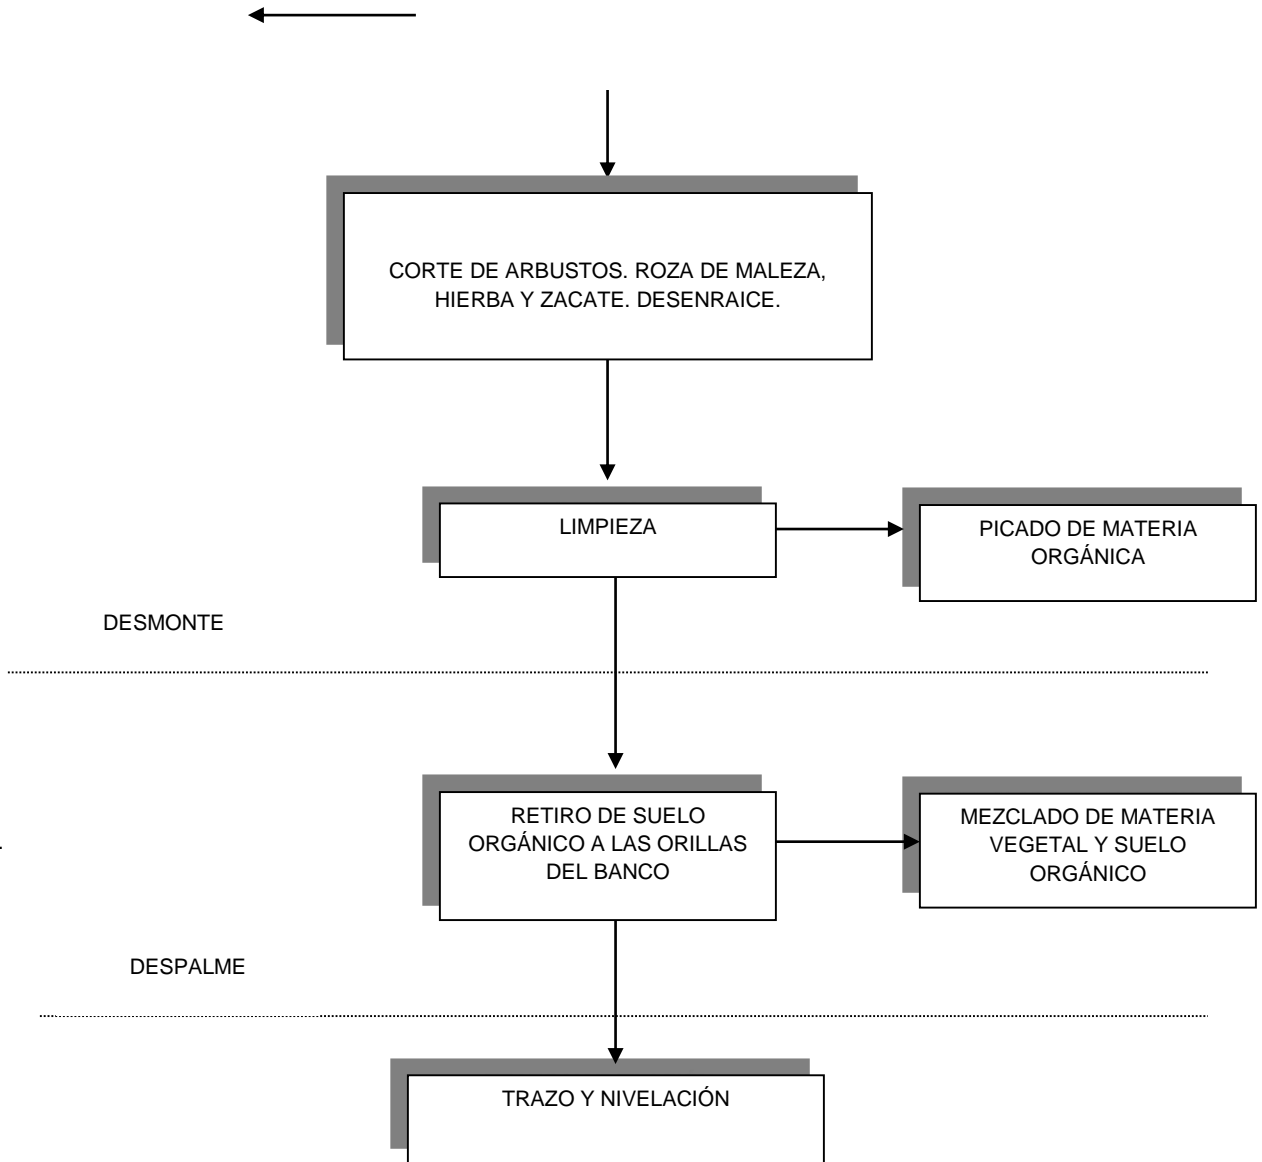 CORTE DE ARBUSTOS. ROZA DE MALEZA,
HIERBA Y ZACATE. DESENRAICE.
LIMPIEZA
PICADO DE MATERIA
ORGÁNICA
DESMONTE
RETIRO DE SUELO
ORGÁNICO A LAS ORILLAS
DEL BANCO
MEZCLADO DE MATERIA
VEGETAL Y SUELO
ORGÁNICO
DESPALME
TRAZO Y NIVELACIÓN